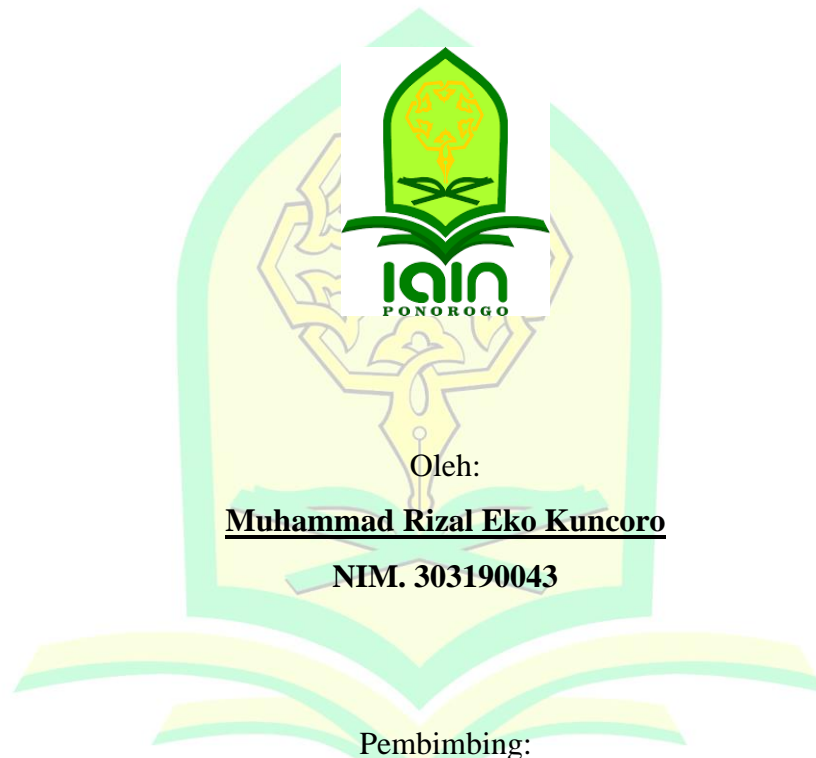 iain
PONOROGO
Oleh:
Muhammad Rizal Eko Kuncoro
NIM. 303190043
Pembimbing: